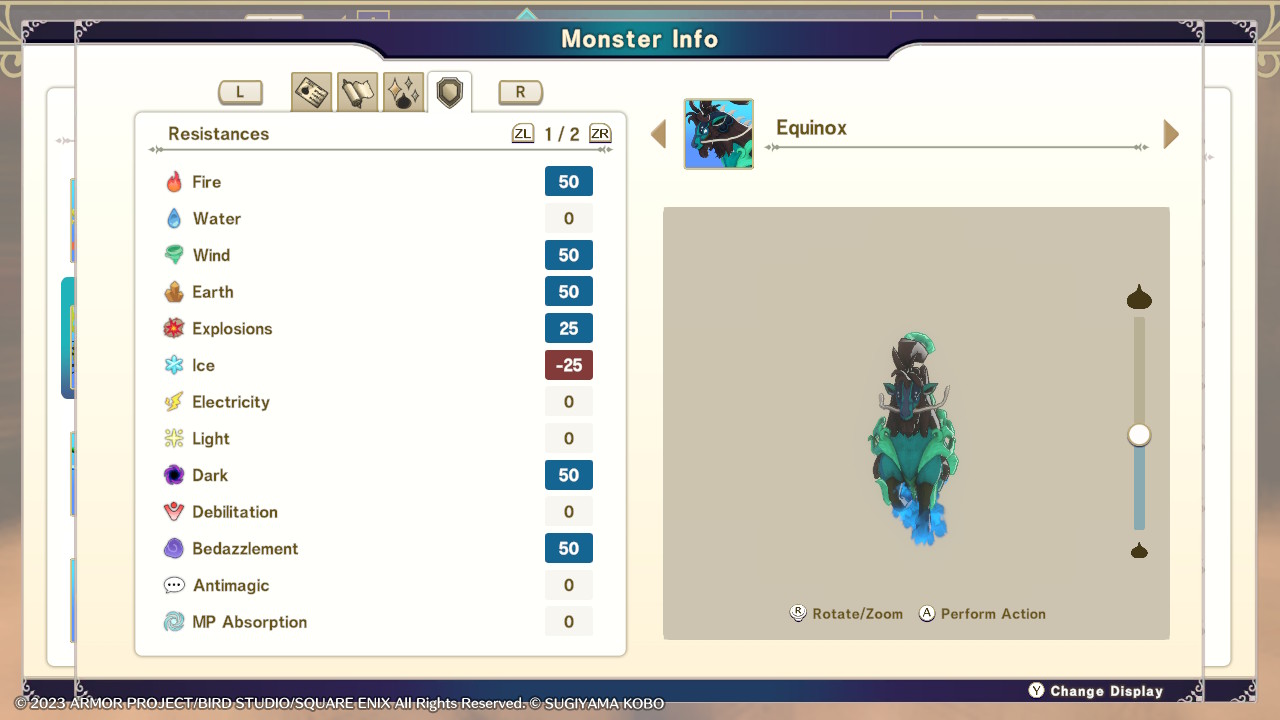 Monster Info
L
R
Resistances
ZL 1 / 2 ZR
Equinox
Fire 50
Water 0
Wind 50
Earth 50
Explosions 25
Ice -25
Electricity 0
Light 0
Dark 50
Debilitation 0
Bedazzlement 50
Antimagic 0
MP Absorption 0
R Rotate/Zoom A Perform Action
Y Change Display
© 2023 ARMOR PROJECT/BIRD STUDIO/SQUARE ENIX All Rights Reserved. © SUGIYAMA KOBO